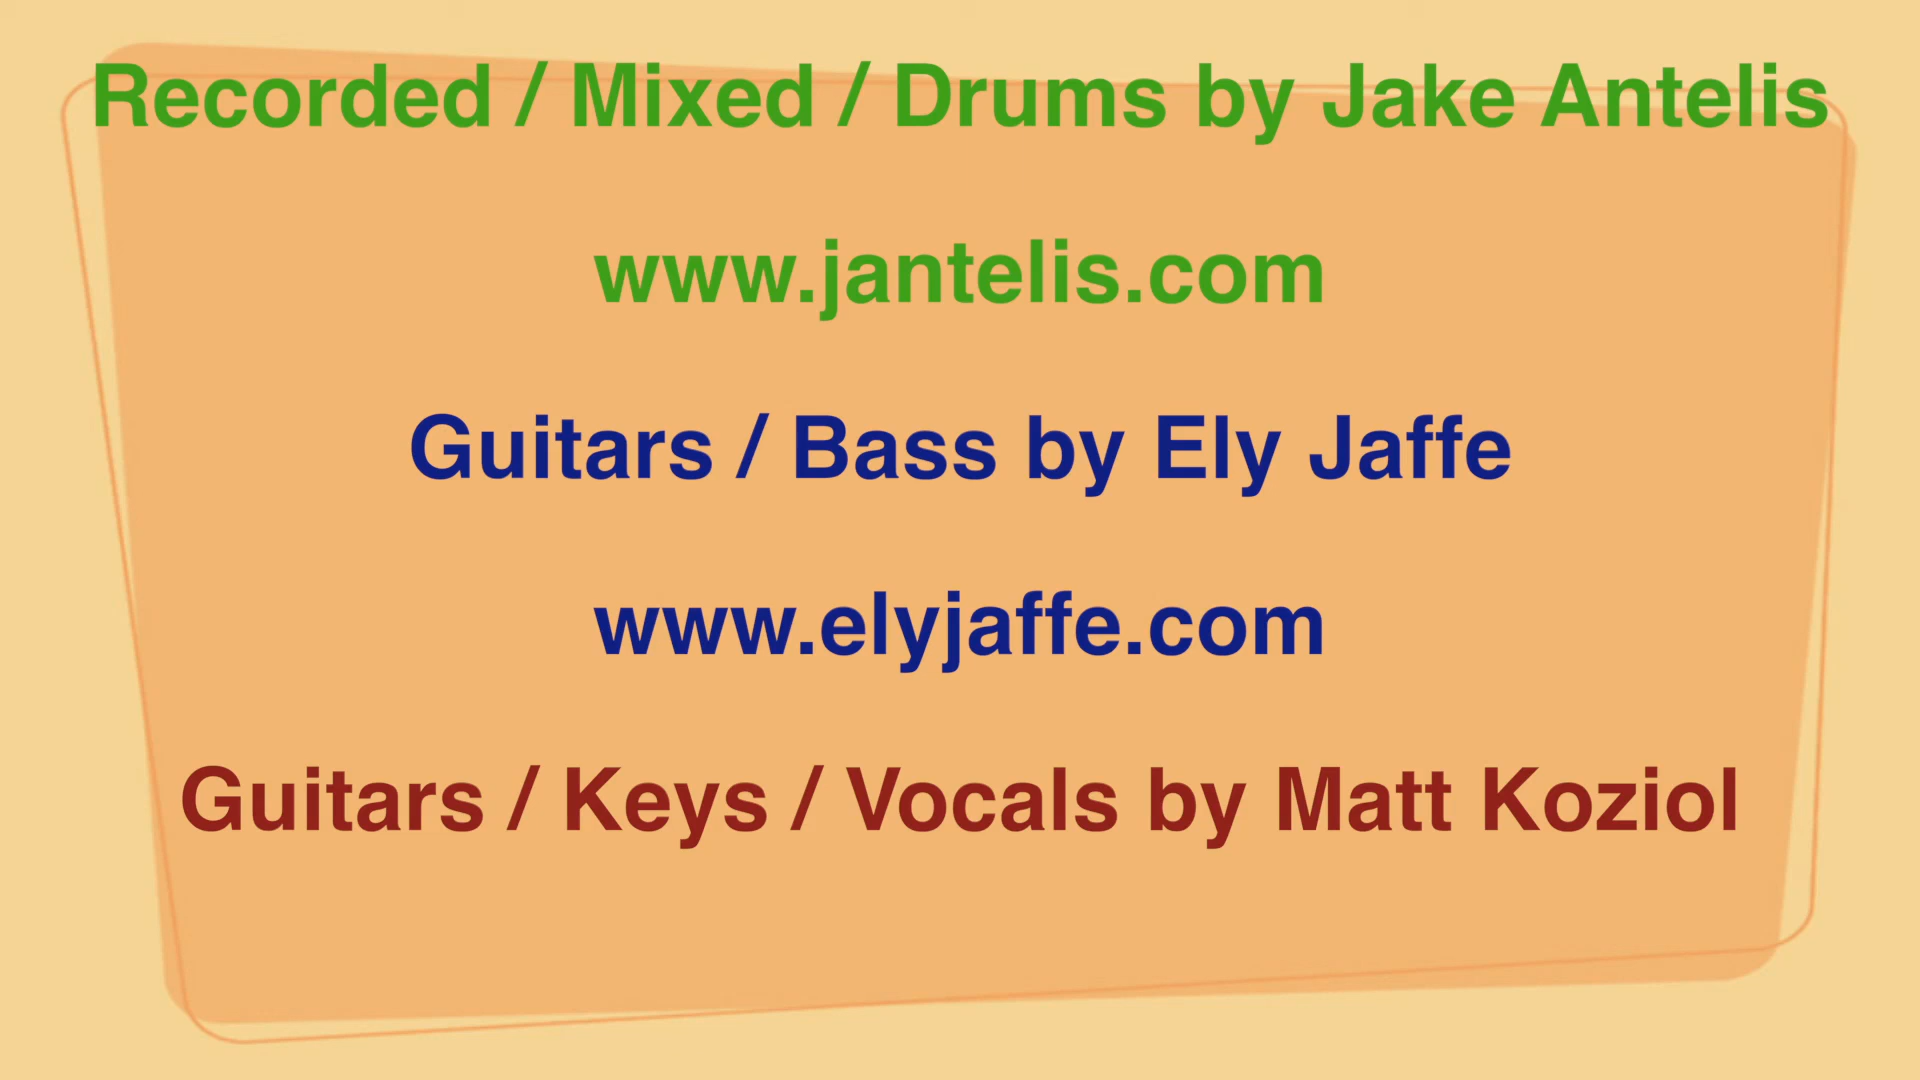 Recorded / Mixed / Drums by Jake Antelis
www.jantelis.com
Guitars / Bass by Ely Jaffe
www.elyjaffe.com
Guitars / Keys / Vocals by Matt Koziol